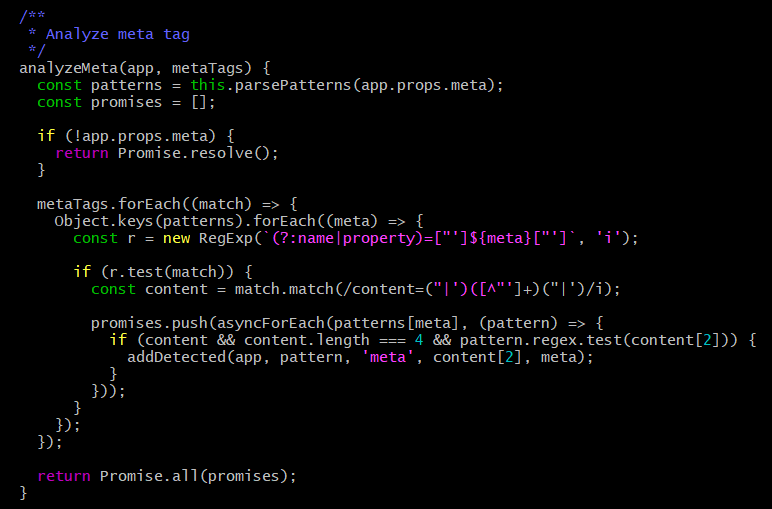 /**
 * Analyze meta tag
 */
analyzeMeta(app, metaTags) {
  const patterns = this.parsePatterns(app.props.meta);
  const promises = [];

  if (!app.props.meta) {
    return Promise.resolve();
  }

  metaTags.forEach((match) => {
    Object.keys(patterns).forEach((meta) => {
      const r = new RegExp(`(?:name|property)=["']${meta}["']`, 'i');

      if (r.test(match)) {
        const content = match.match(/content=("|')([^"']+)("|')/i);

        promises.push(asyncForEach(patterns[meta], (pattern) => {
          if (content && content.length === 4 && pattern.regex.test(content[2])) {
            addDetected(app, pattern, 'meta', content[2], meta);
          }
        }));
      }
    });
  });

  return Promise.all(promises);
}